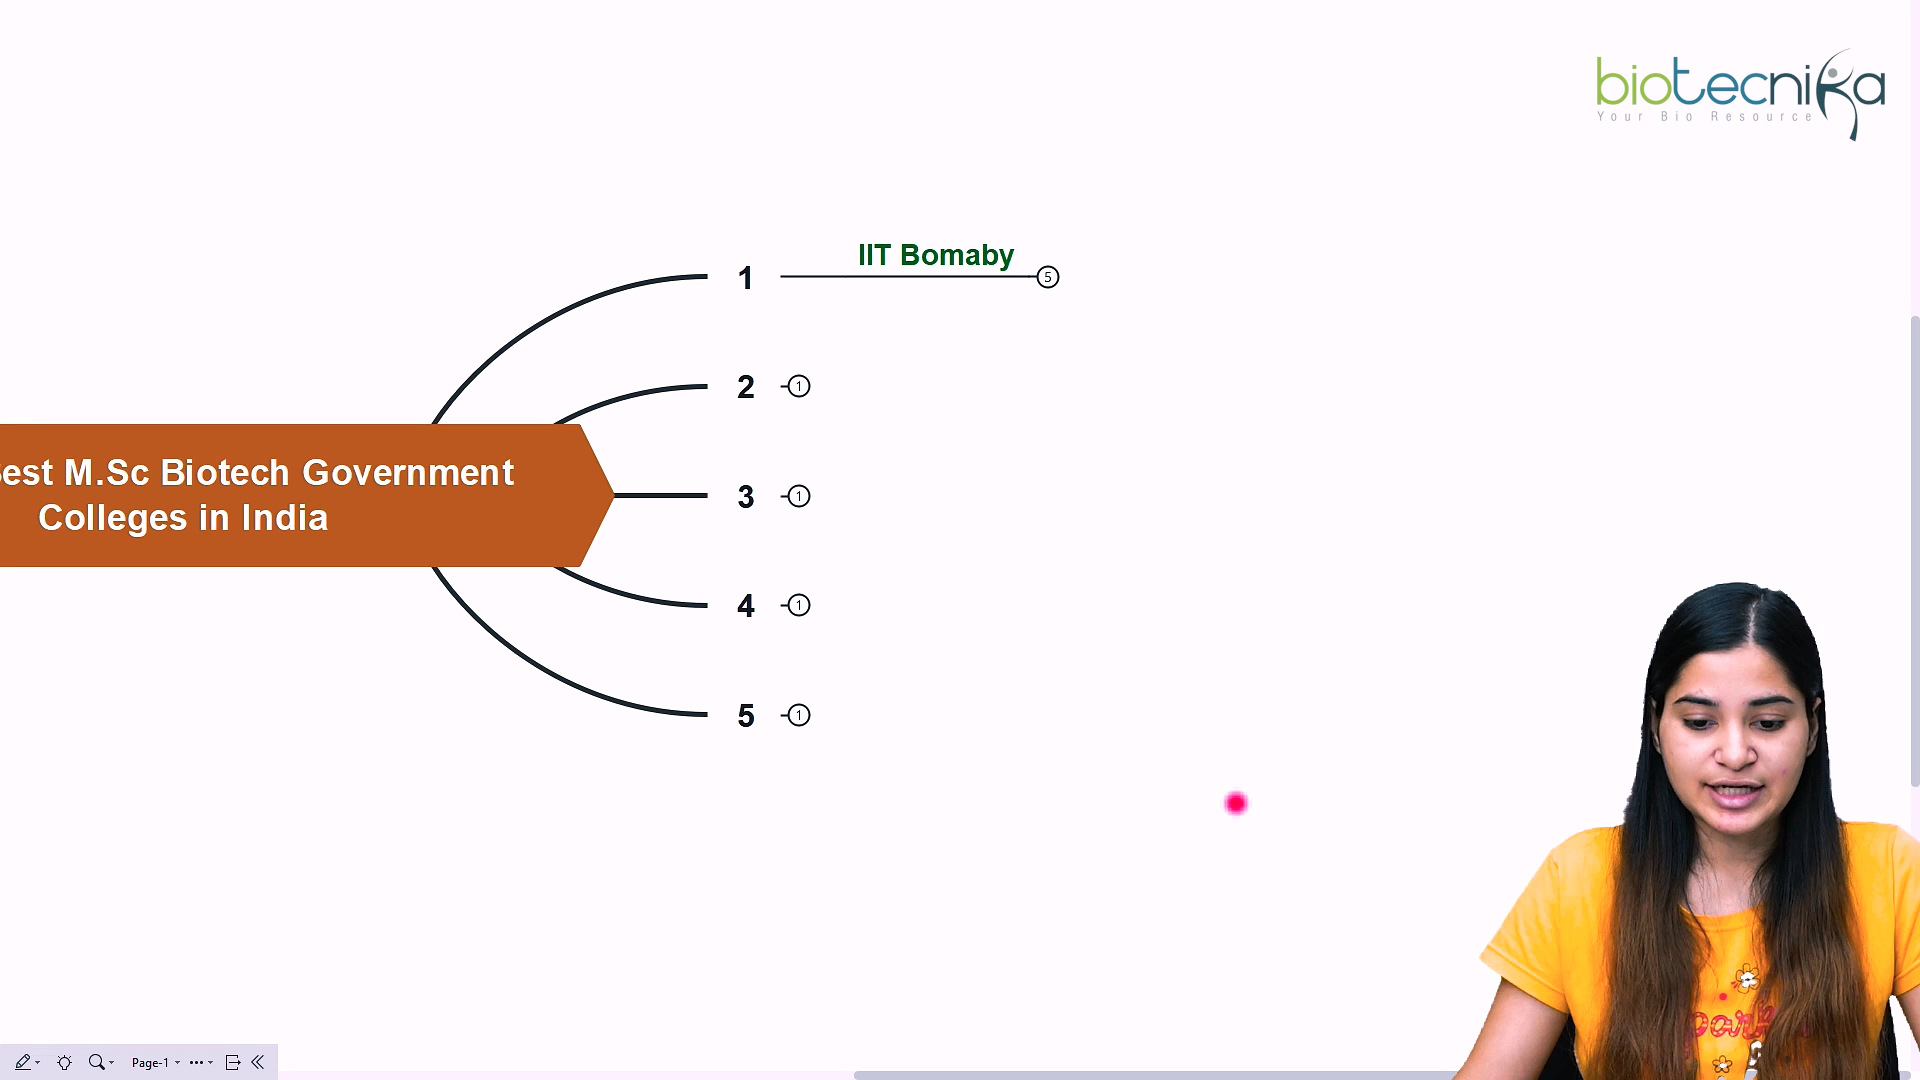 biotecnika
Your Bio Resource
IIT Bomaby
1
5
2
1
est M.Sc Biotech Government
Colleges in India
3
1
4
1
5
1
Page-1